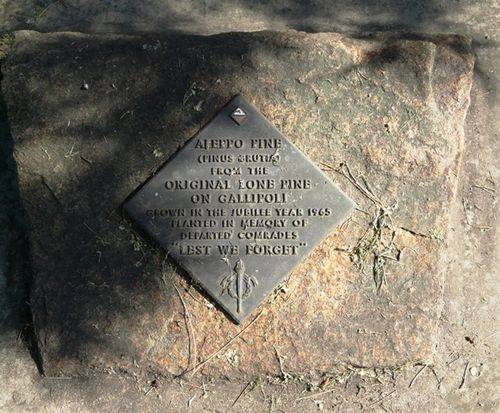 ALEPPO PINE
(PINUS BRUTIA)
FROM THE
ORIGINAL LONE PINE
ON GALLIPOLI
GROWN IN THE JUBILEE YEAR 1965
PLANTED IN MEMORY OF
DEPARTED COMRADES
"LEST WE FORGET"